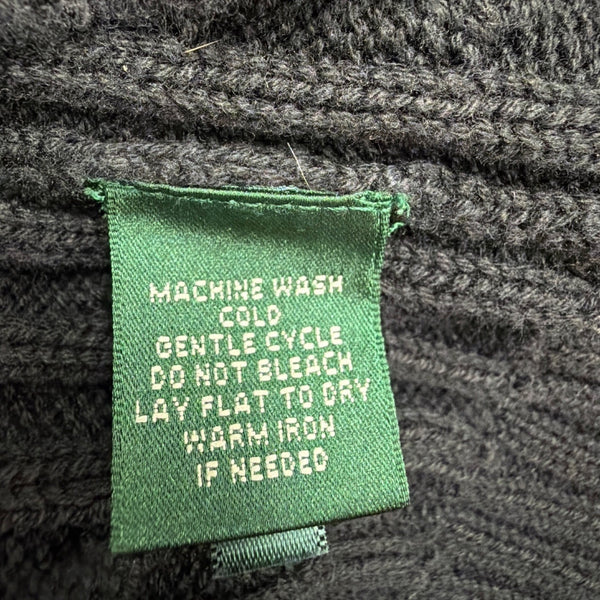 MACHINE WASH
COLD
GENTLE CYCLE
DO NOT BLEACH
LAY FLAT TO DRY
WARM IRON
IF NEEDED